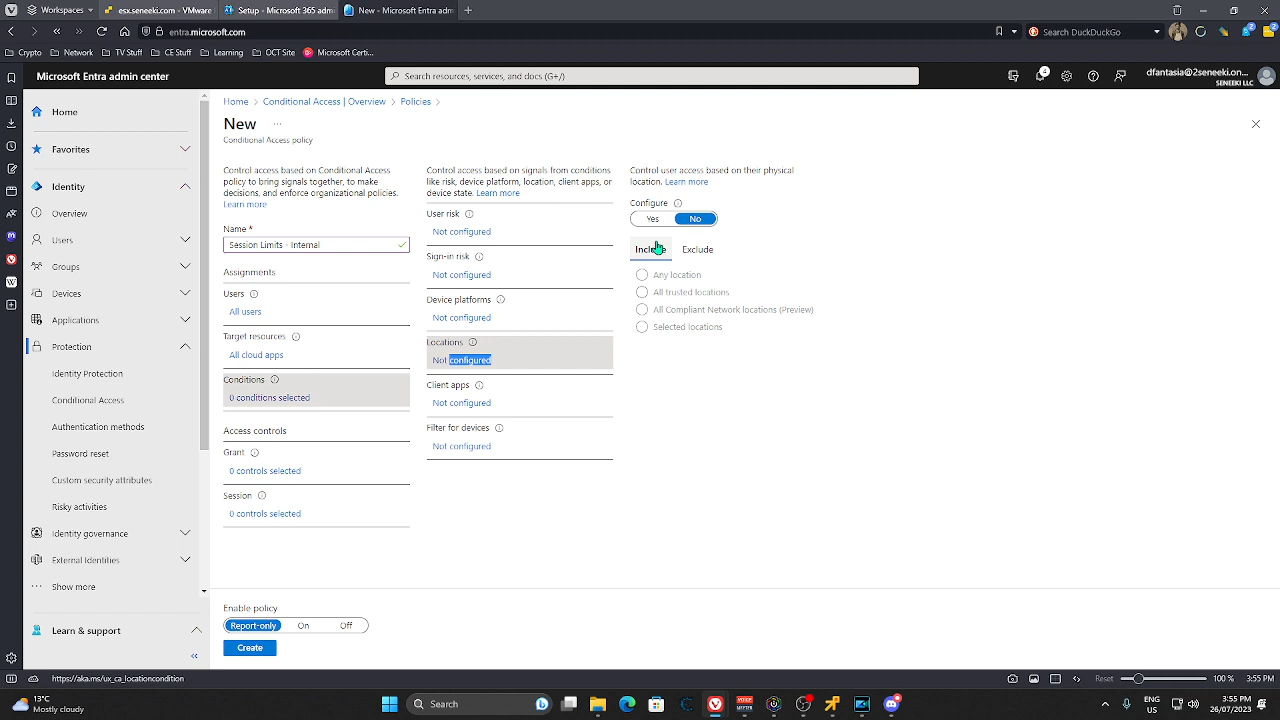 Workspaces
esx.seneeki.com - VMware
Setup - Microsoft 365 adm
New - Microsoft Entra adm
entra.microsoft.com
Search DuckDuckGo
2
2
Crypto
Network
TV Stuff
CE Stuff
Learning
OCT Site
Microsoft Certi...
Microsoft Entra admin center
Search resources, services, and docs (G+/)
dfantasia@2seneeki.on...
SENEEKI LLC
Home
Favorites
Identity
Overview
Users
Groups
Devices
Applications
Protection
Identity Protection
Conditional Access
Authentication methods
Password reset
Custom security attributes
Risky activities
Identity governance
External Identities
Show more
Learn & support
Home > Conditional Access | Overview > Policies >
New
Conditional Access policy
Control access based on Conditional Access
policy to bring signals together, to make
decisions, and enforce organizational policies.
Learn more
Name *
Session Limits - Internal
Assignments
Users
All users
Target resources
All cloud apps
Conditions
0 conditions selected
Access controls
Grant
0 controls selected
Session
0 controls selected
Control access based on signals from conditions
like risk, device platform, location, client apps, or
device state. Learn more
User risk
Not configured
Sign-in risk
Not configured
Device platforms
Not configured
Locations
Not configured
Client apps
Not configured
Filter for devices
Not configured
Control user access based on their physical
location. Learn more
Configure
Yes No
Include Exclude
Any location
All trusted locations
All Compliant Network locations (Preview)
Selected locations
Enable policy
Report-only On Off
Create
https://aka.ms/ux_ca_locationcondition
Reset
100 %
3:55 PM
13°C
Mostly cloudy
Search
ENG
US
3:55 PM
26/07/2023